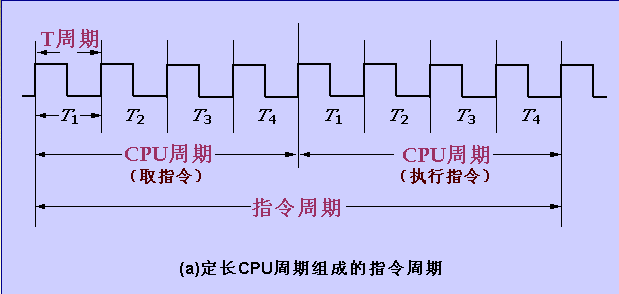 T周期
T1 T2 T3 T4 T1 T2 T3 T4
CPU周期 CPU周期
(取指令) (执行指令)
指令周期
(a)定长CPU周期组成的指令周期